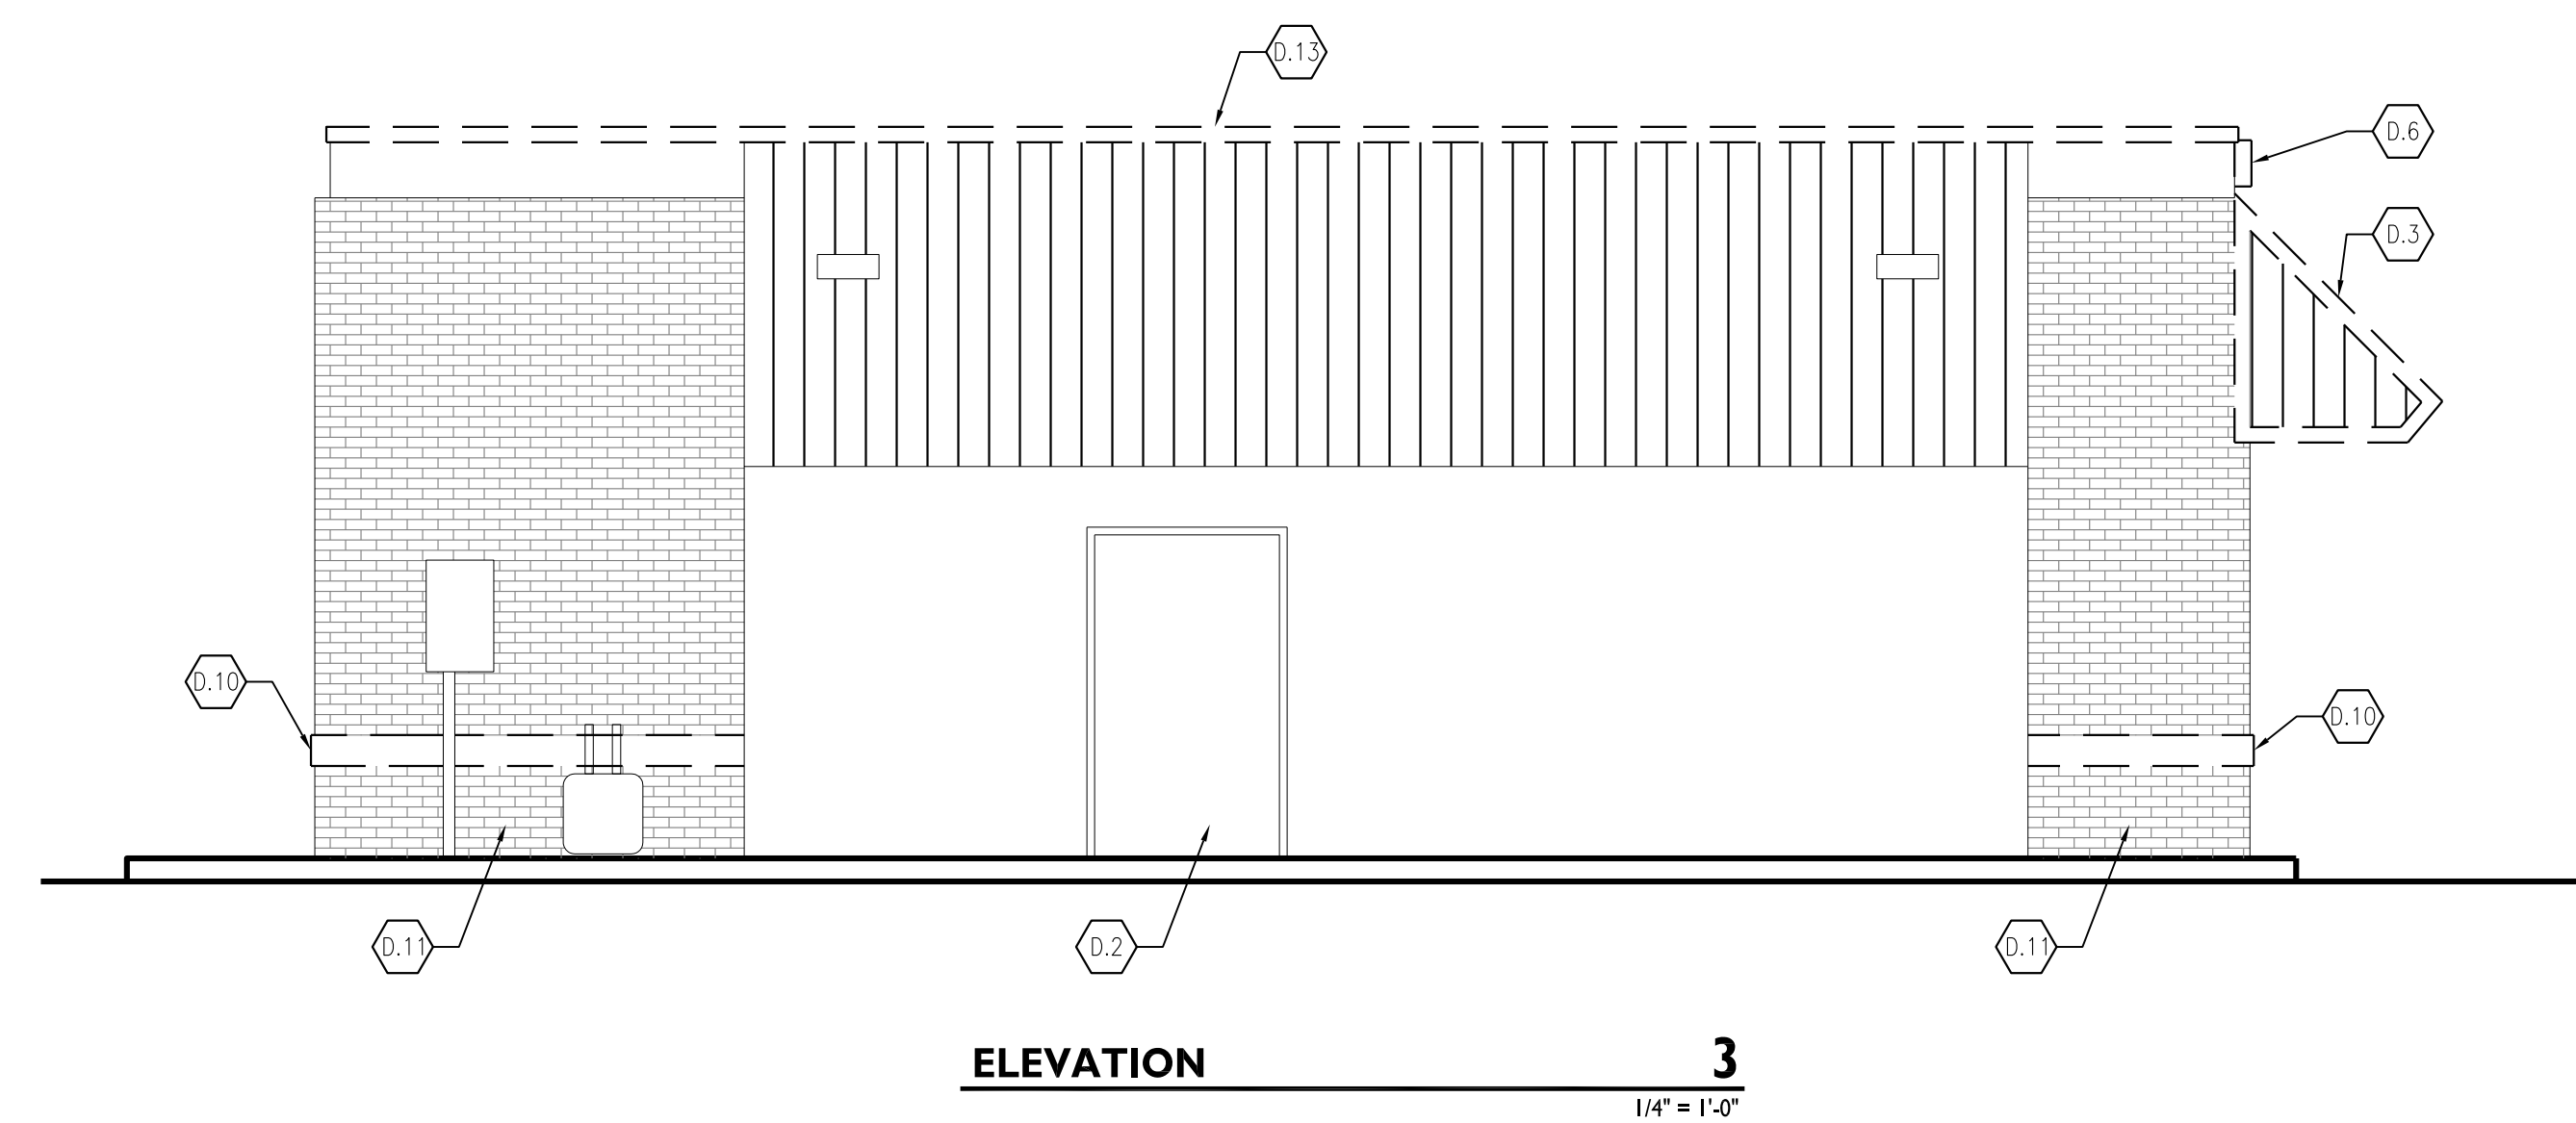 D.13
D.6
D.3
D.10
D.10
D.11
D.2
D.11
ELEVATION 3
1/4" = 1'-0"